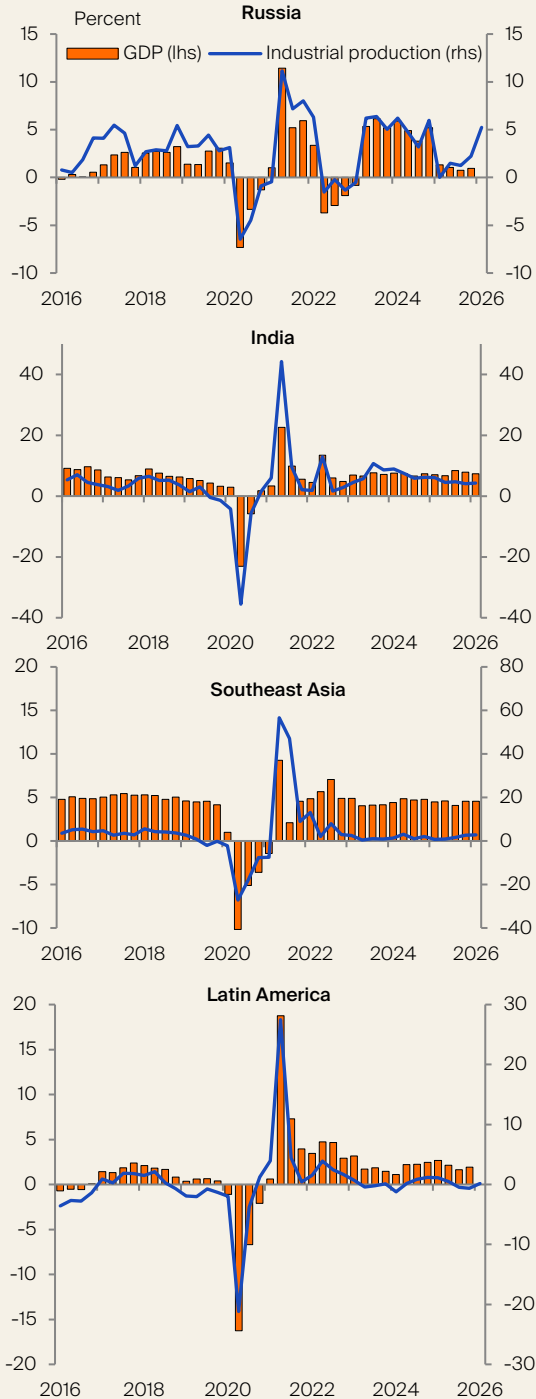 Percent
Russia
GDP (lhs) Industrial production (rhs)
15 15
10 10
5 5
0 0
-5 -5
-10 -10
2016 2018 2020 2022 2024 2026
India
40 40
20 20
0 0
-20 -20
-40 -40
2016 2018 2020 2022 2024 2026
Southeast Asia
20 80
15 60
10 40
5 20
0 0
-5 -20
-10 -40
2016 2018 2020 2022 2024 2026
Latin America
20 30
15 20
10 10
5 0
0 -10
-5 -20
-10 -30
-15
-20
2016 2018 2020 2022 2024 2026